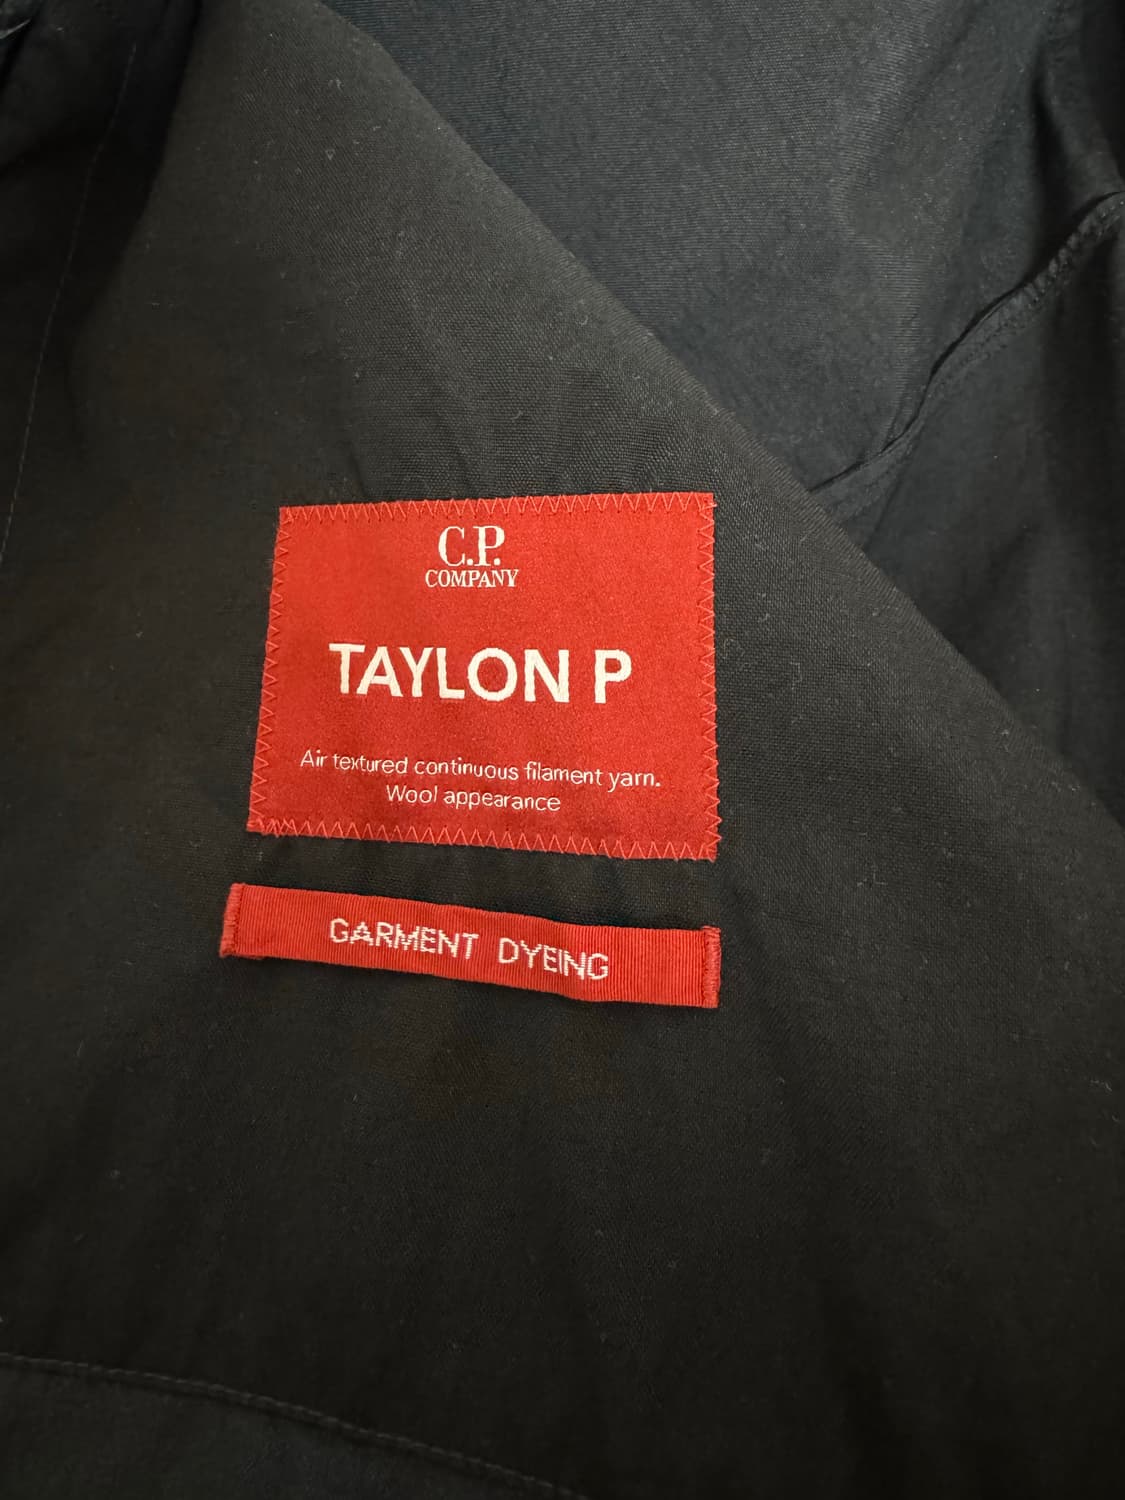 C.P.
COMPANY
TAYLON P
Air textured continuous filament yarn.
Wool appearance
GARMENT DYEING